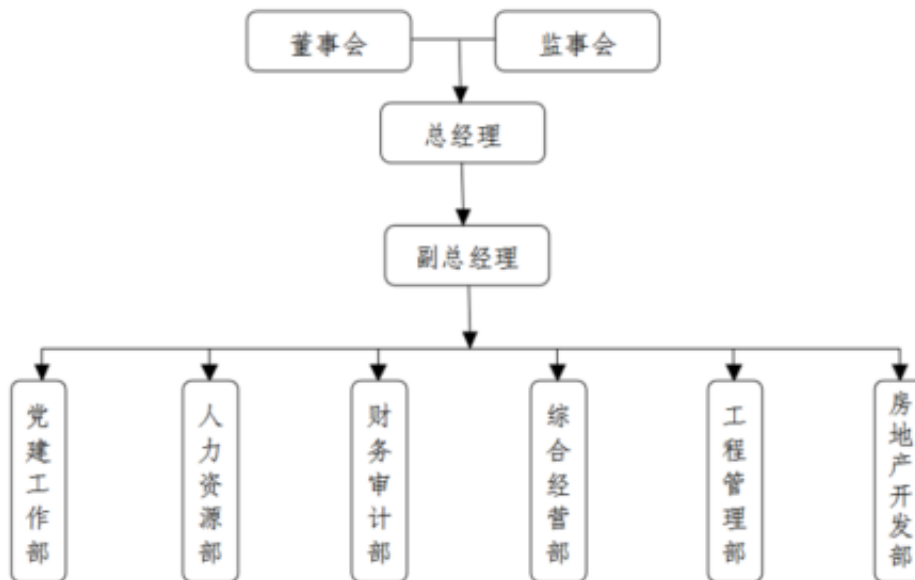 董事会
监事会
总经理
副总经理
党建工作部
人力资源部
财务审计部
综合经营部
工程管理部
房地产开发部